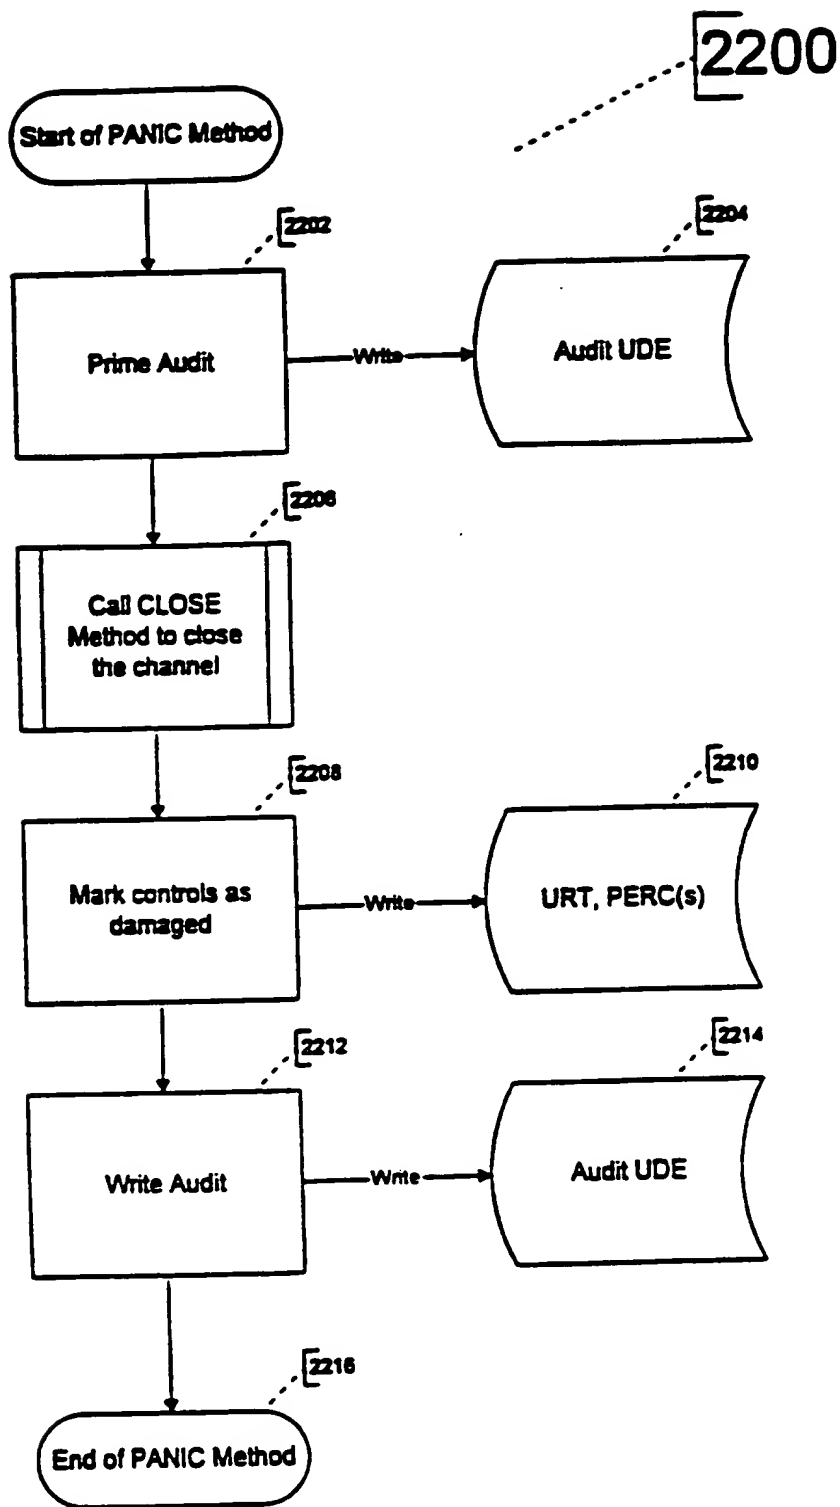 2200
Start of PANIC Method
2202
2204
Prime Audit
Write
Audit UDE
2206
Call CLOSE
Method to close
the channel
2208
2210
Mark controls as
damaged
Write
URT, PERC(s)
2212
2214
Write Audit
Write
Audit UDE
2216
End of PANIC Method